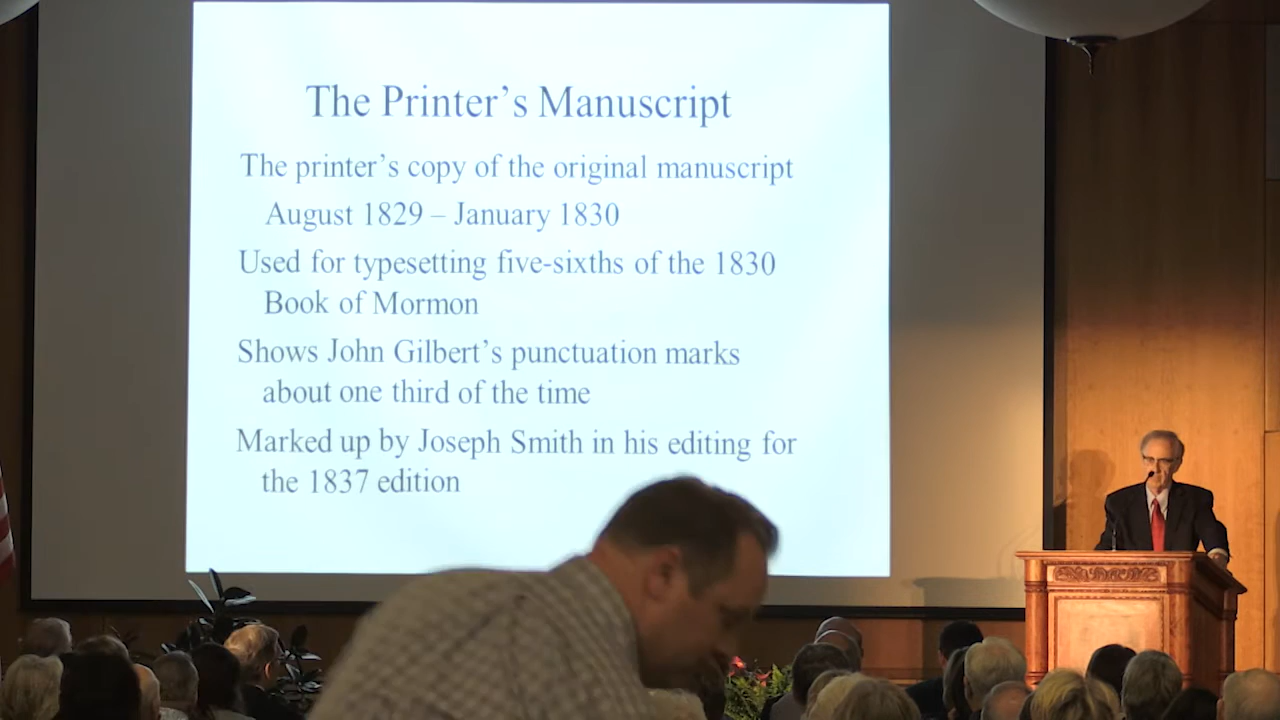 The Printer’s Manuscript
The printer’s copy of the original manuscript
August 1829 – January 1830
Used for typesetting five-sixths of the 1830
Book of Mormon
Shows John Gilbert’s punctuation marks
about one third of the time
Marked up by Joseph Smith in his editing for
the 1837 edition